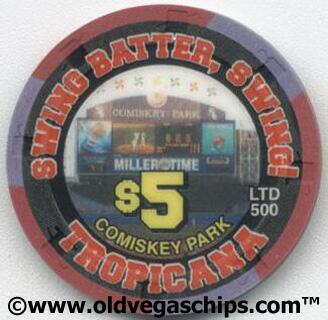 SWING BATTER, SWING!
COMISKEY PARK
MILLER TIME
$5
LTD
500
COMISKEY PARK
TROPICANA
©www.oldvegaschips.com™